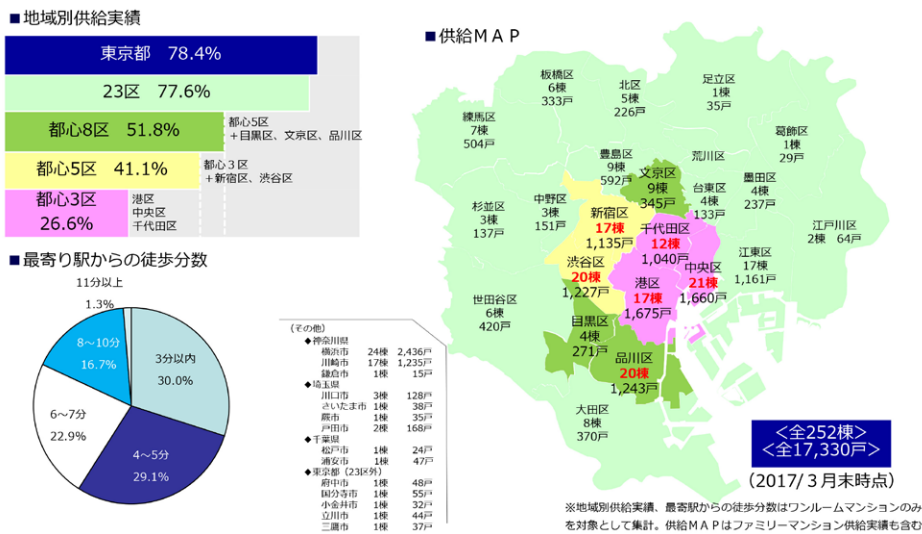 ■地域別供給実績
東京都 78.4%
23区 77.6%
都心8区 51.8%
都心5区
+目黒区、文京区、品川区
都心5区 41.1%
都心３区
+新宿区、渋谷区
都心3区
26.6%
港区
中央区
千代田区
■最寄り駅からの徒歩分数
11分以上
1.3%
8～10分
16.7%
3分以内
30.0%
6～7分
22.9%
4～5分
29.1%
（その他）
◆神奈川県
横浜市 24棟 2,436戸
川崎市 17棟 1,235戸
鎌倉市 1棟 15戸
◆埼玉県
川口市 3棟 128戸
さいたま市 1棟 38戸
蕨市 1棟 35戸
戸田市 2棟 168戸
◆千葉県
松戸市 1棟 24戸
浦安市 1棟 47戸
◆東京都（23区外）
府中市 1棟 48戸
国分寺市 1棟 55戸
小金井市 1棟 32戸
立川市 1棟 44戸
三鷹市 1棟 37戸
■供給ＭＡＰ
板橋区
6棟
333戸
北区
5棟
226戸
足立区
1棟
35戸
練馬区
7棟
504戸
葛飾区
1棟
29戸
豊島区
9棟
592戸
荒川区
文京区
9棟
345戸
台東区
4棟
133戸
墨田区
4棟
237戸
杉並区
3棟
137戸
中野区
3棟
151戸
新宿区
17棟
1,135戸
千代田区
12棟
1,040戸
江戸川区
2棟 64戸
江東区
17棟
1,161戸
渋谷区
20棟
1,227戸
港区
17棟
1,675戸
中央区
21棟
1,660戸
世田谷区
6棟
420戸
目黒区
4棟
271戸
品川区
20棟
1,243戸
大田区
8棟
370戸
＜全252棟＞
＜全17,330戸＞
（2017/３月末時点）
※地域別供給実績、最寄駅からの徒歩分数はワンルームマンションのみ
を対象として集計。供給ＭＡＰはファミリーマンション供給実績も含む